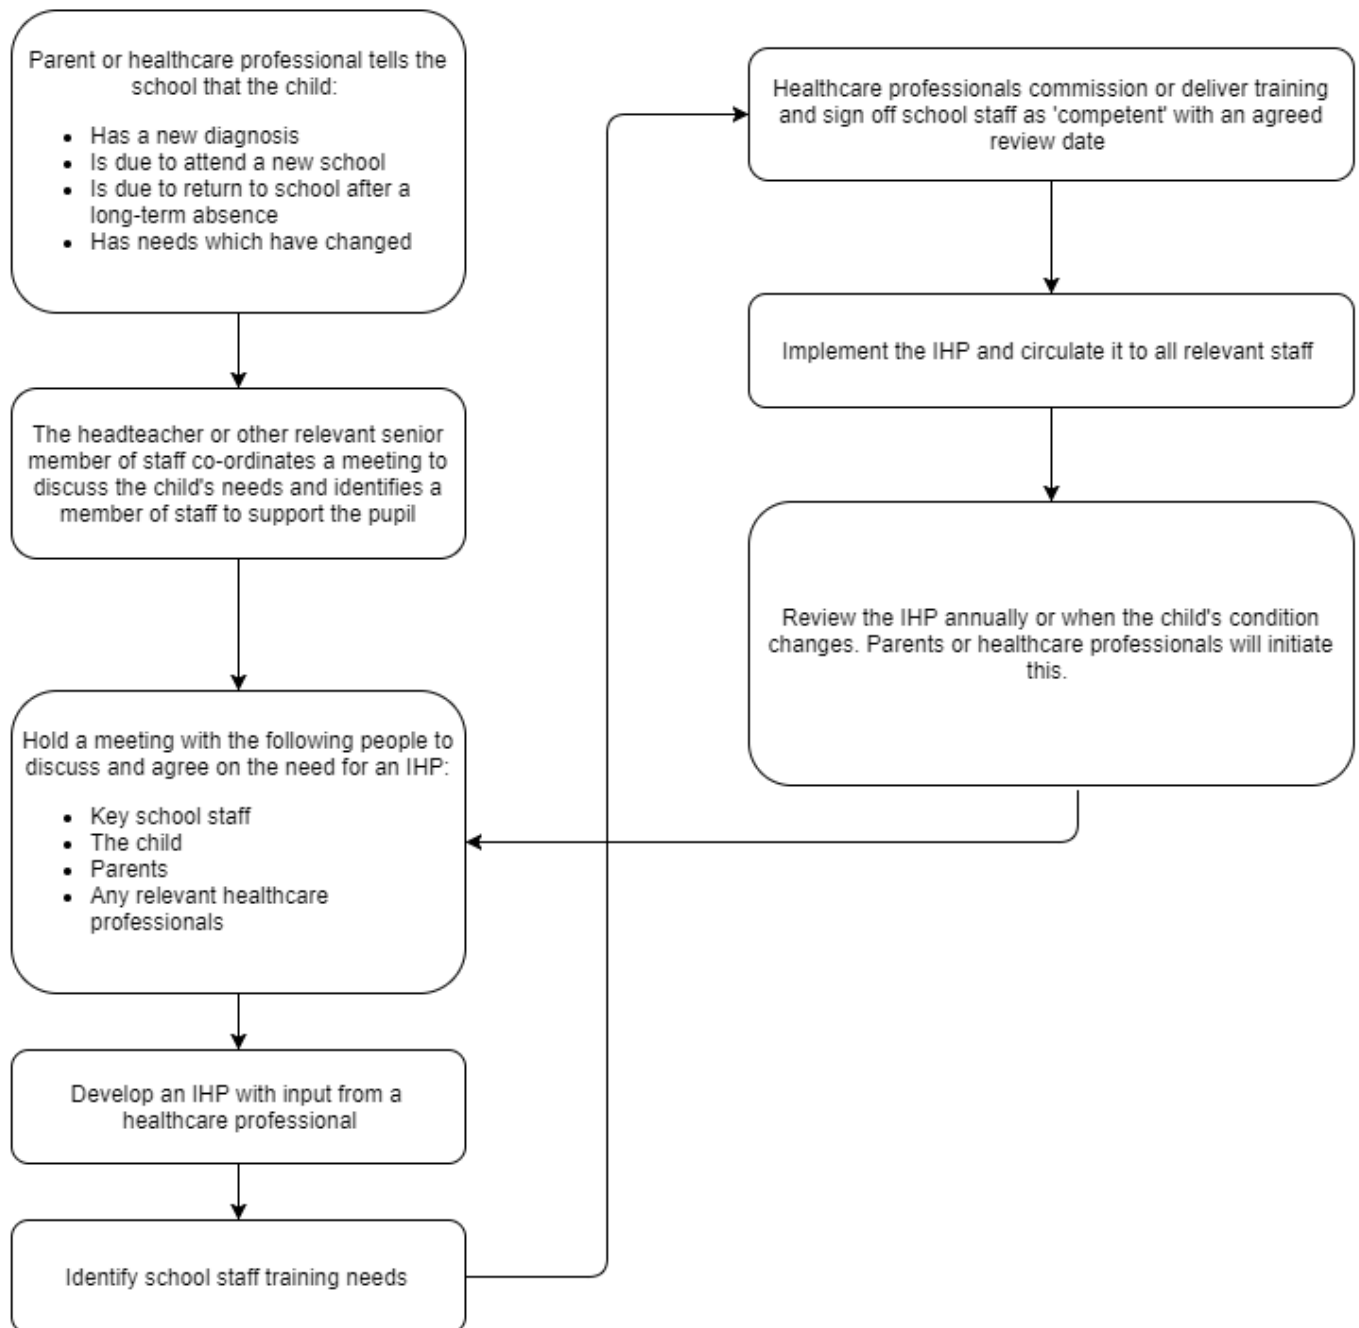 Parent or healthcare professional tells the
school that the child:
• Has a new diagnosis
• Is due to attend a new school
• Is due to return to school after a
long-term absence
• Has needs which have changed
The headteacher or other relevant senior
member of staff co-ordinates a meeting to
discuss the child's needs and identifies a
member of staff to support the pupil
Hold a meeting with the following people to
discuss and agree on the need for an IHP:
• Key school staff
• The child
• Parents
• Any relevant healthcare
professionals
Develop an IHP with input from a
healthcare professional
Identify school staff training needs
Healthcare professionals commission or deliver training
and sign off school staff as 'competent' with an agreed
review date
Implement the IHP and circulate it to all relevant staff
Review the IHP annually or when the child's condition
changes. Parents or healthcare professionals will initiate
this.